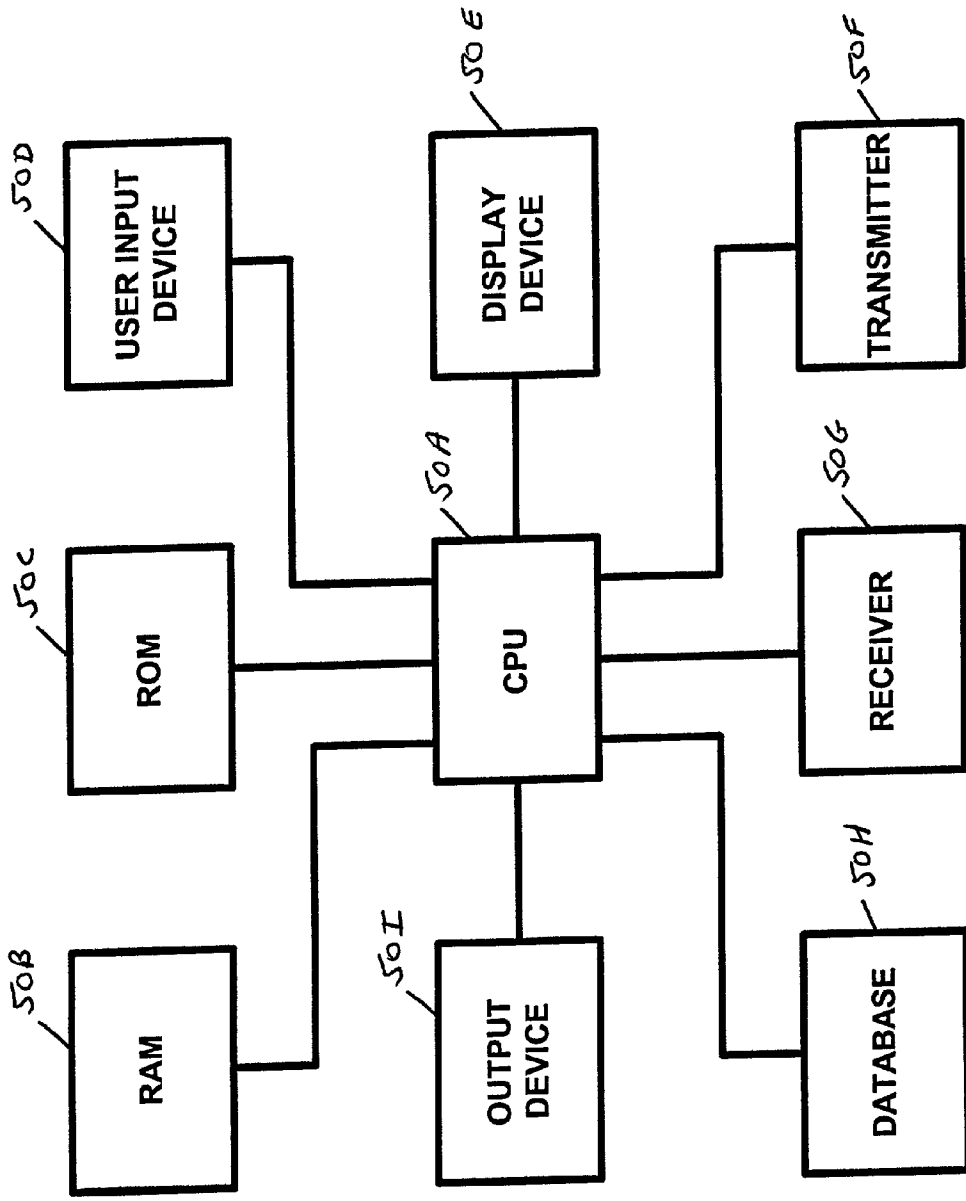 50B
RAM
50C
ROM
50D
USER INPUT
DEVICE
50I
OUTPUT
DEVICE
50A
CPU
50E
DISPLAY
DEVICE
50H
DATABASE
50G
RECEIVER
50F
TRANSMITTER